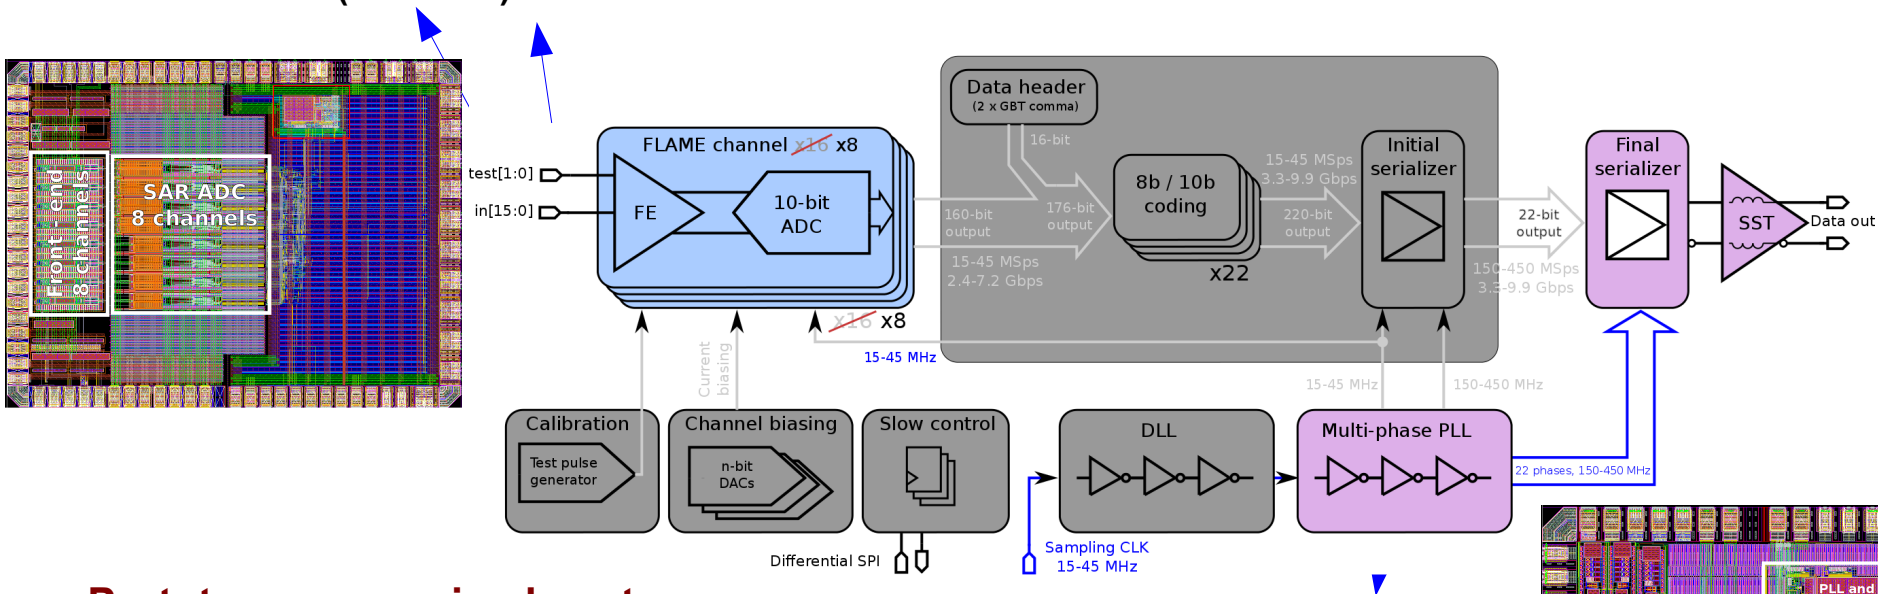 Front-end
8 channels
SAR ADC
8 channels
test[1:0]
in[15:0]
FLAME channel x16 x8
FE
10-bit
ADC
x16 x8
Data header
(2 x GBT comma)
16-bit
160-bit
output
176-bit
output
15-45 MSps
2.4-7.2 Gbps
8b / 10b
coding
x22
15-45 MSps
3.3-9.9 Gbps
220-bit
output
Initial
serializer
22-bit
output
150-450 MSps
3.3-9.9 Gbps
Final
serializer
SST
Data out
Current
biasing
15-45 MHz
15-45 MHz
150-450 MHz
Calibration
Test pulse
generator
Channel biasing
n-bit
DACs
Slow control
Differential SPI
DLL
Sampling CLK
15-45 MHz
Multi-phase PLL
22 phases, 150-450 MHz
PLL and